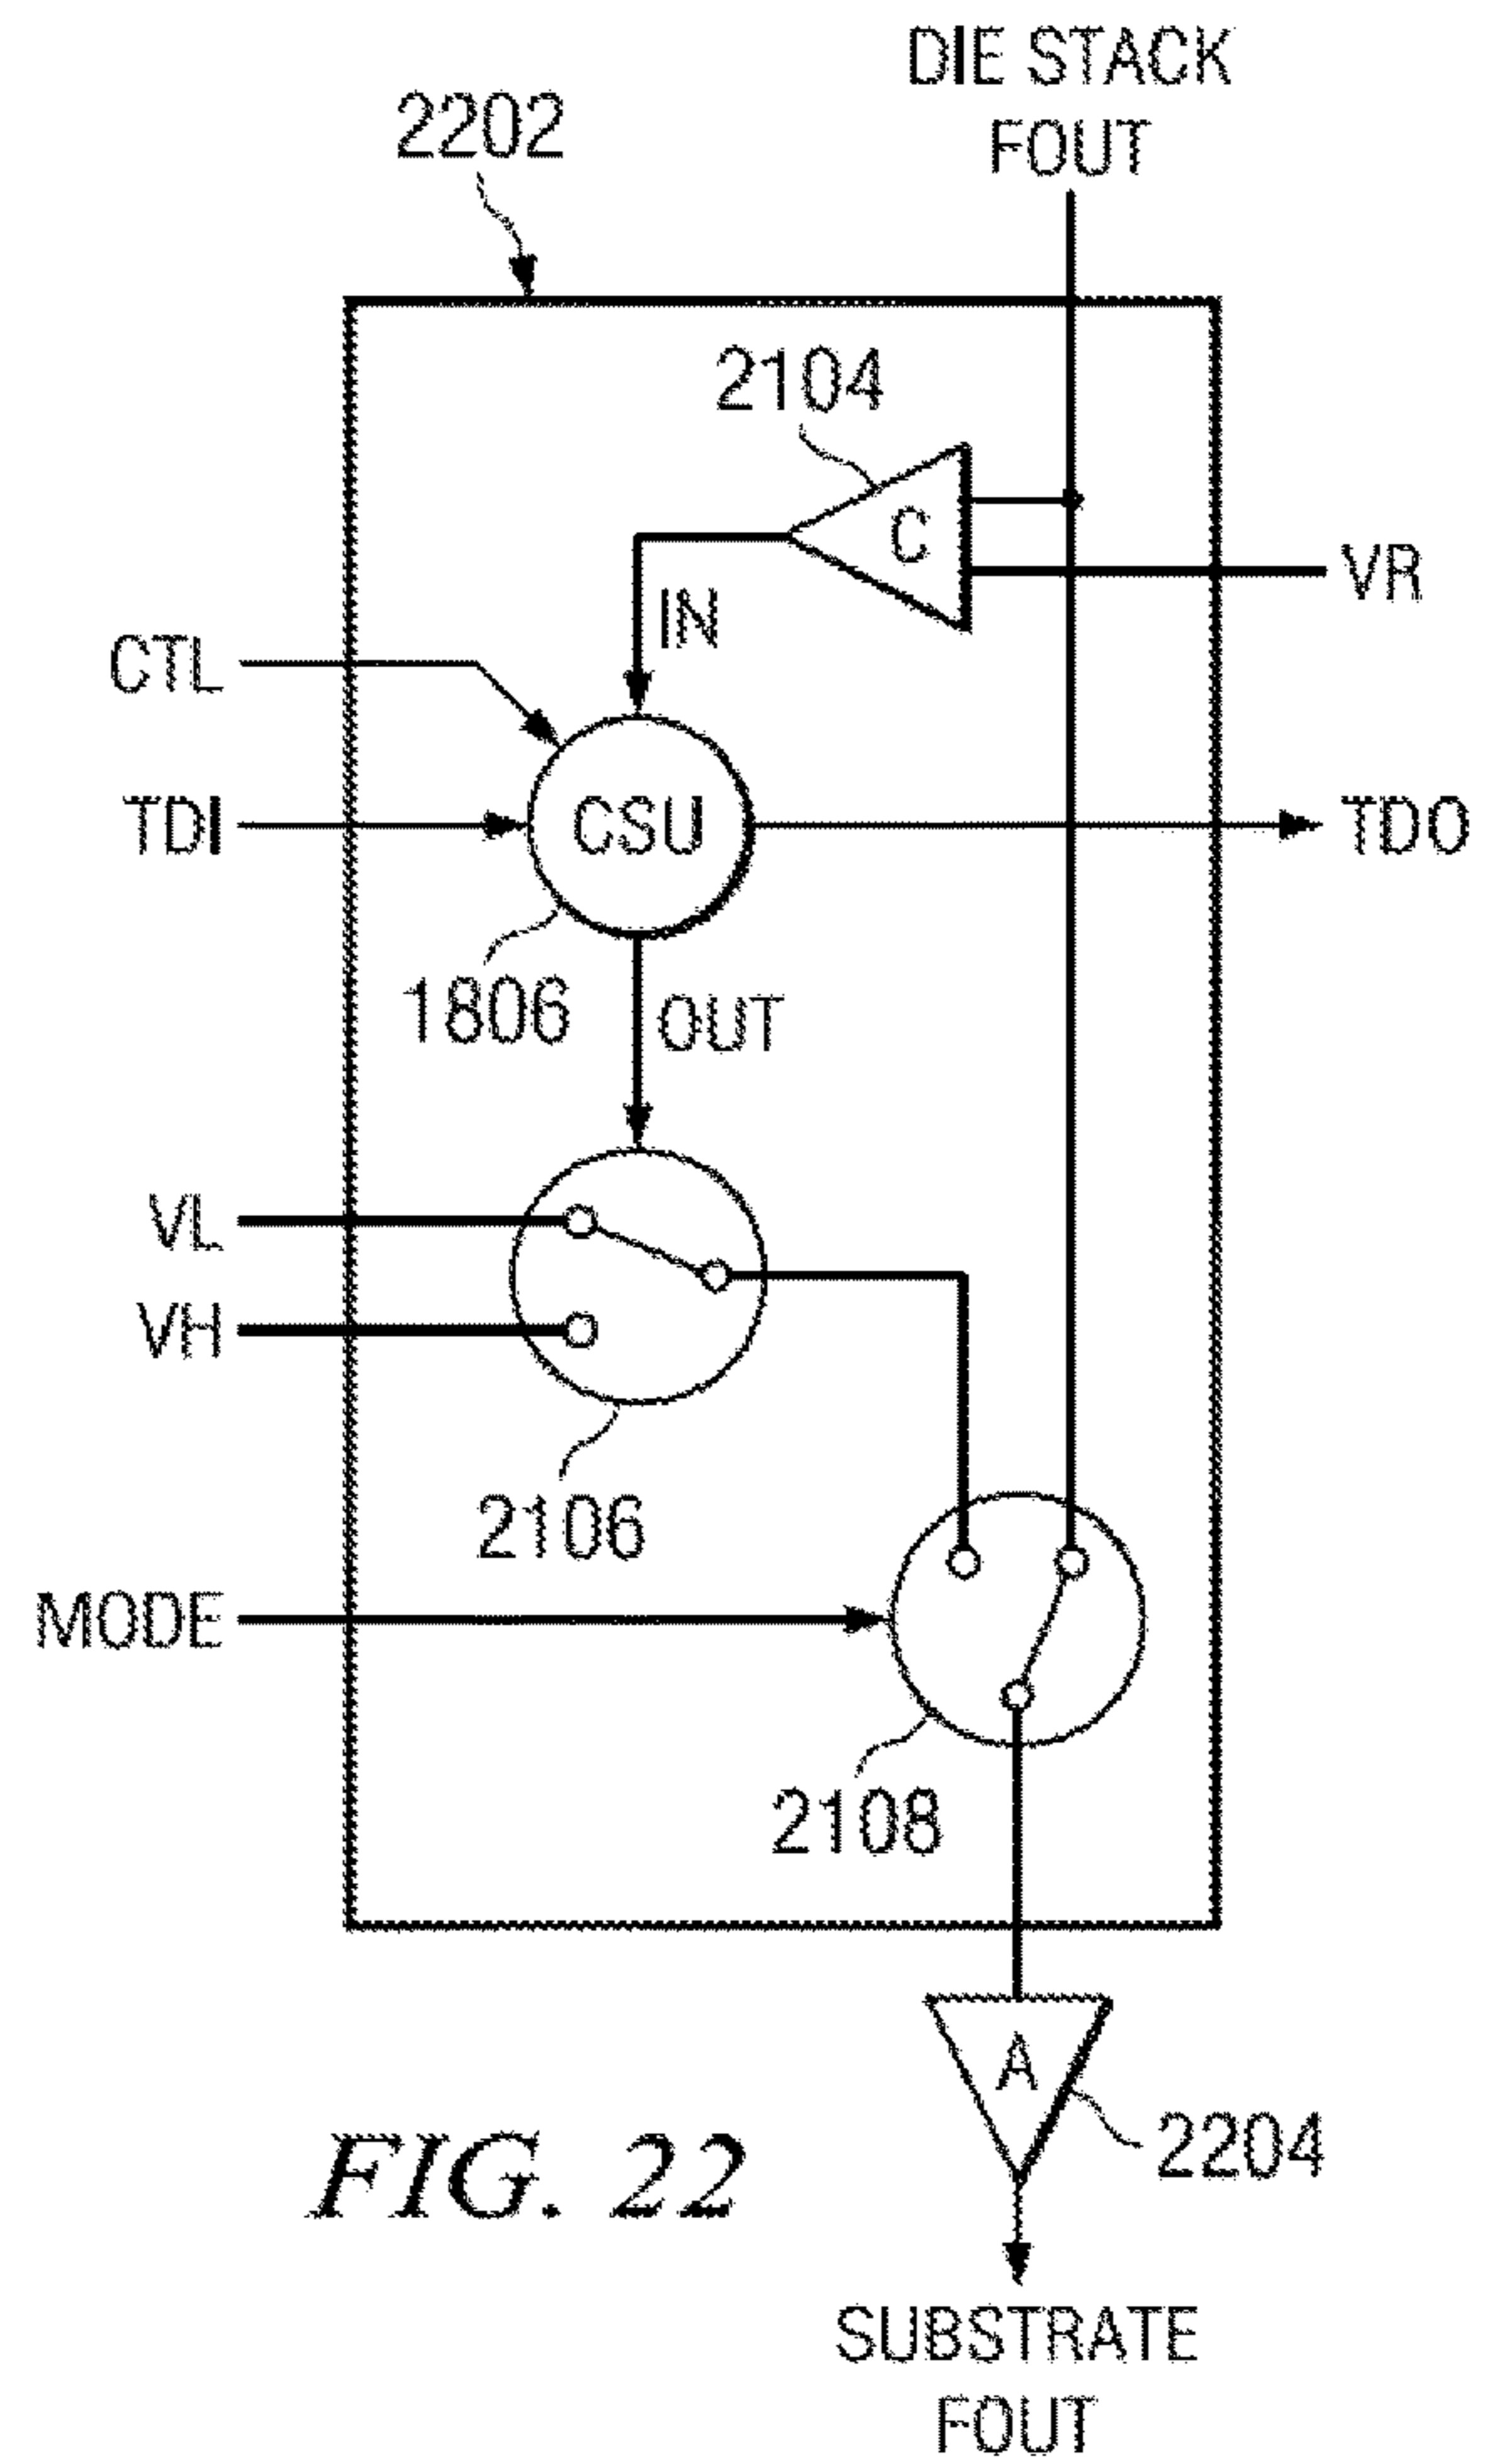 DIE STACK
FOUT
2202
2104
C
VR
IN
CTL
TDI
CSU
TDO
1806
OUT
VL
VH
2106
MODE
2108
A
2204
FIG. 22
SUBSTRATE
FOUT